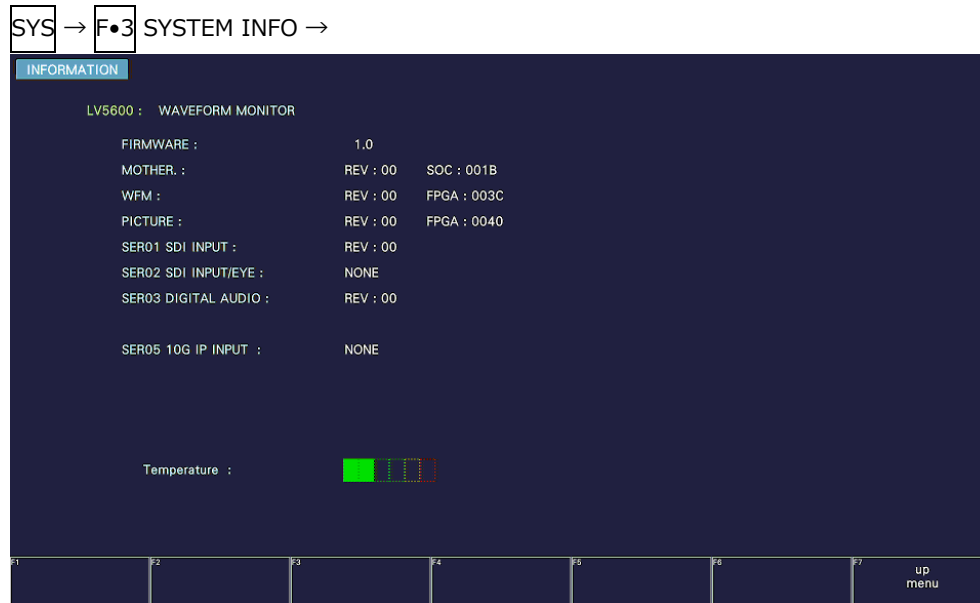 SYS → F•3 SYSTEM INFO →
INFORMATION
LV5600 : WAVEFORM MONITOR
FIRMWARE : 1.0
MOTHER. : REV : 00 SOC : 001B
WFM : REV : 00 FPGA : 003C
PICTURE : REV : 00 FPGA : 0040
SER01 SDI INPUT : REV : 00
SER02 SDI INPUT/EYE : NONE
SER03 DIGITAL AUDIO : REV : 00
SER05 10G IP INPUT : NONE
Temperature :
F1 F2 F3 F4 F5 F6 F7 up
menu